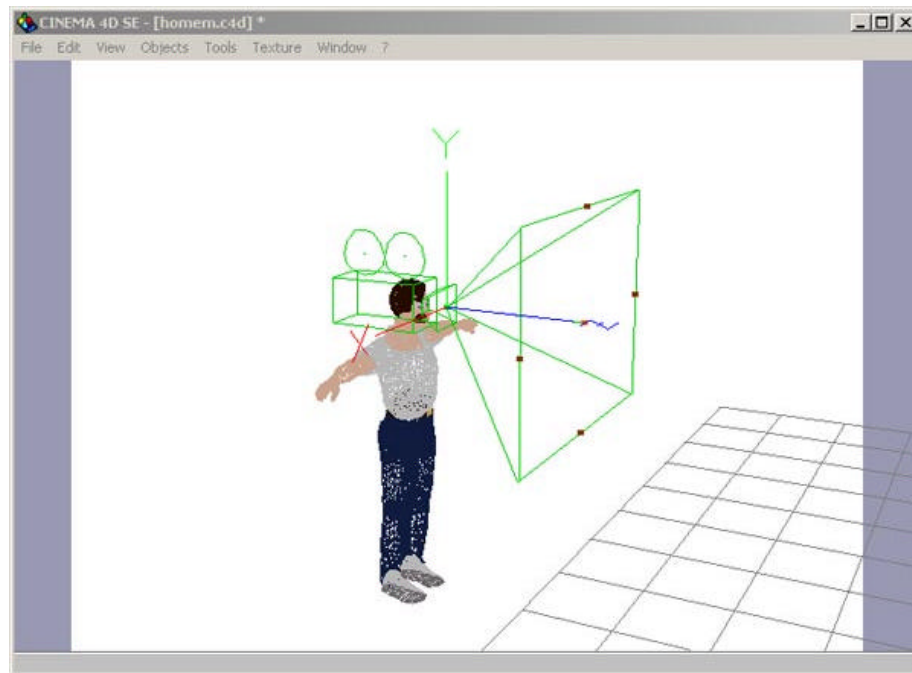 CINEMA 4D SE - [homem.c4d] *
File Edit View Objects Tools Texture Window ?
Y
X